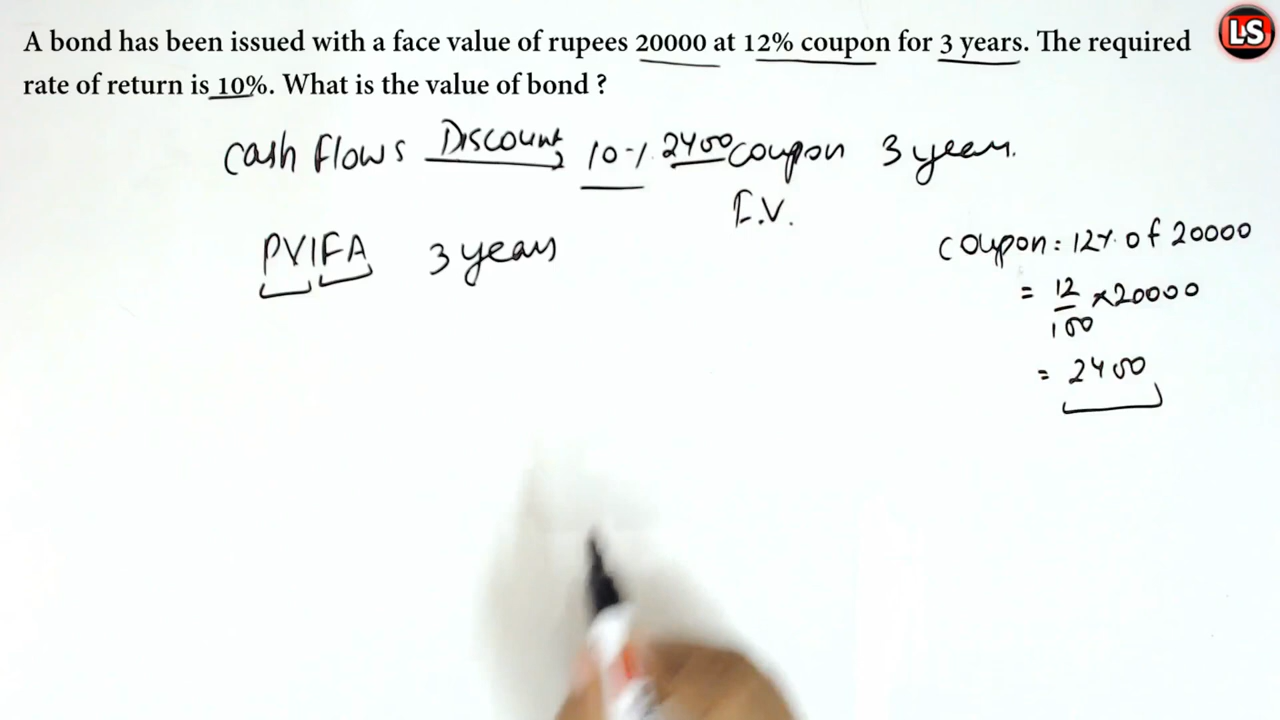 LS
A bond has been issued with a face value of rupees 20000 at 12% coupon for 3 years. The required
rate of return is 10%. What is the value of bond ?
Cash flows Discount 10% 2400 coupon 3 years.
F.V.
PVIFA 3 years
Coupon: 12% of 20000
= 12/100 × 20000
= 2400